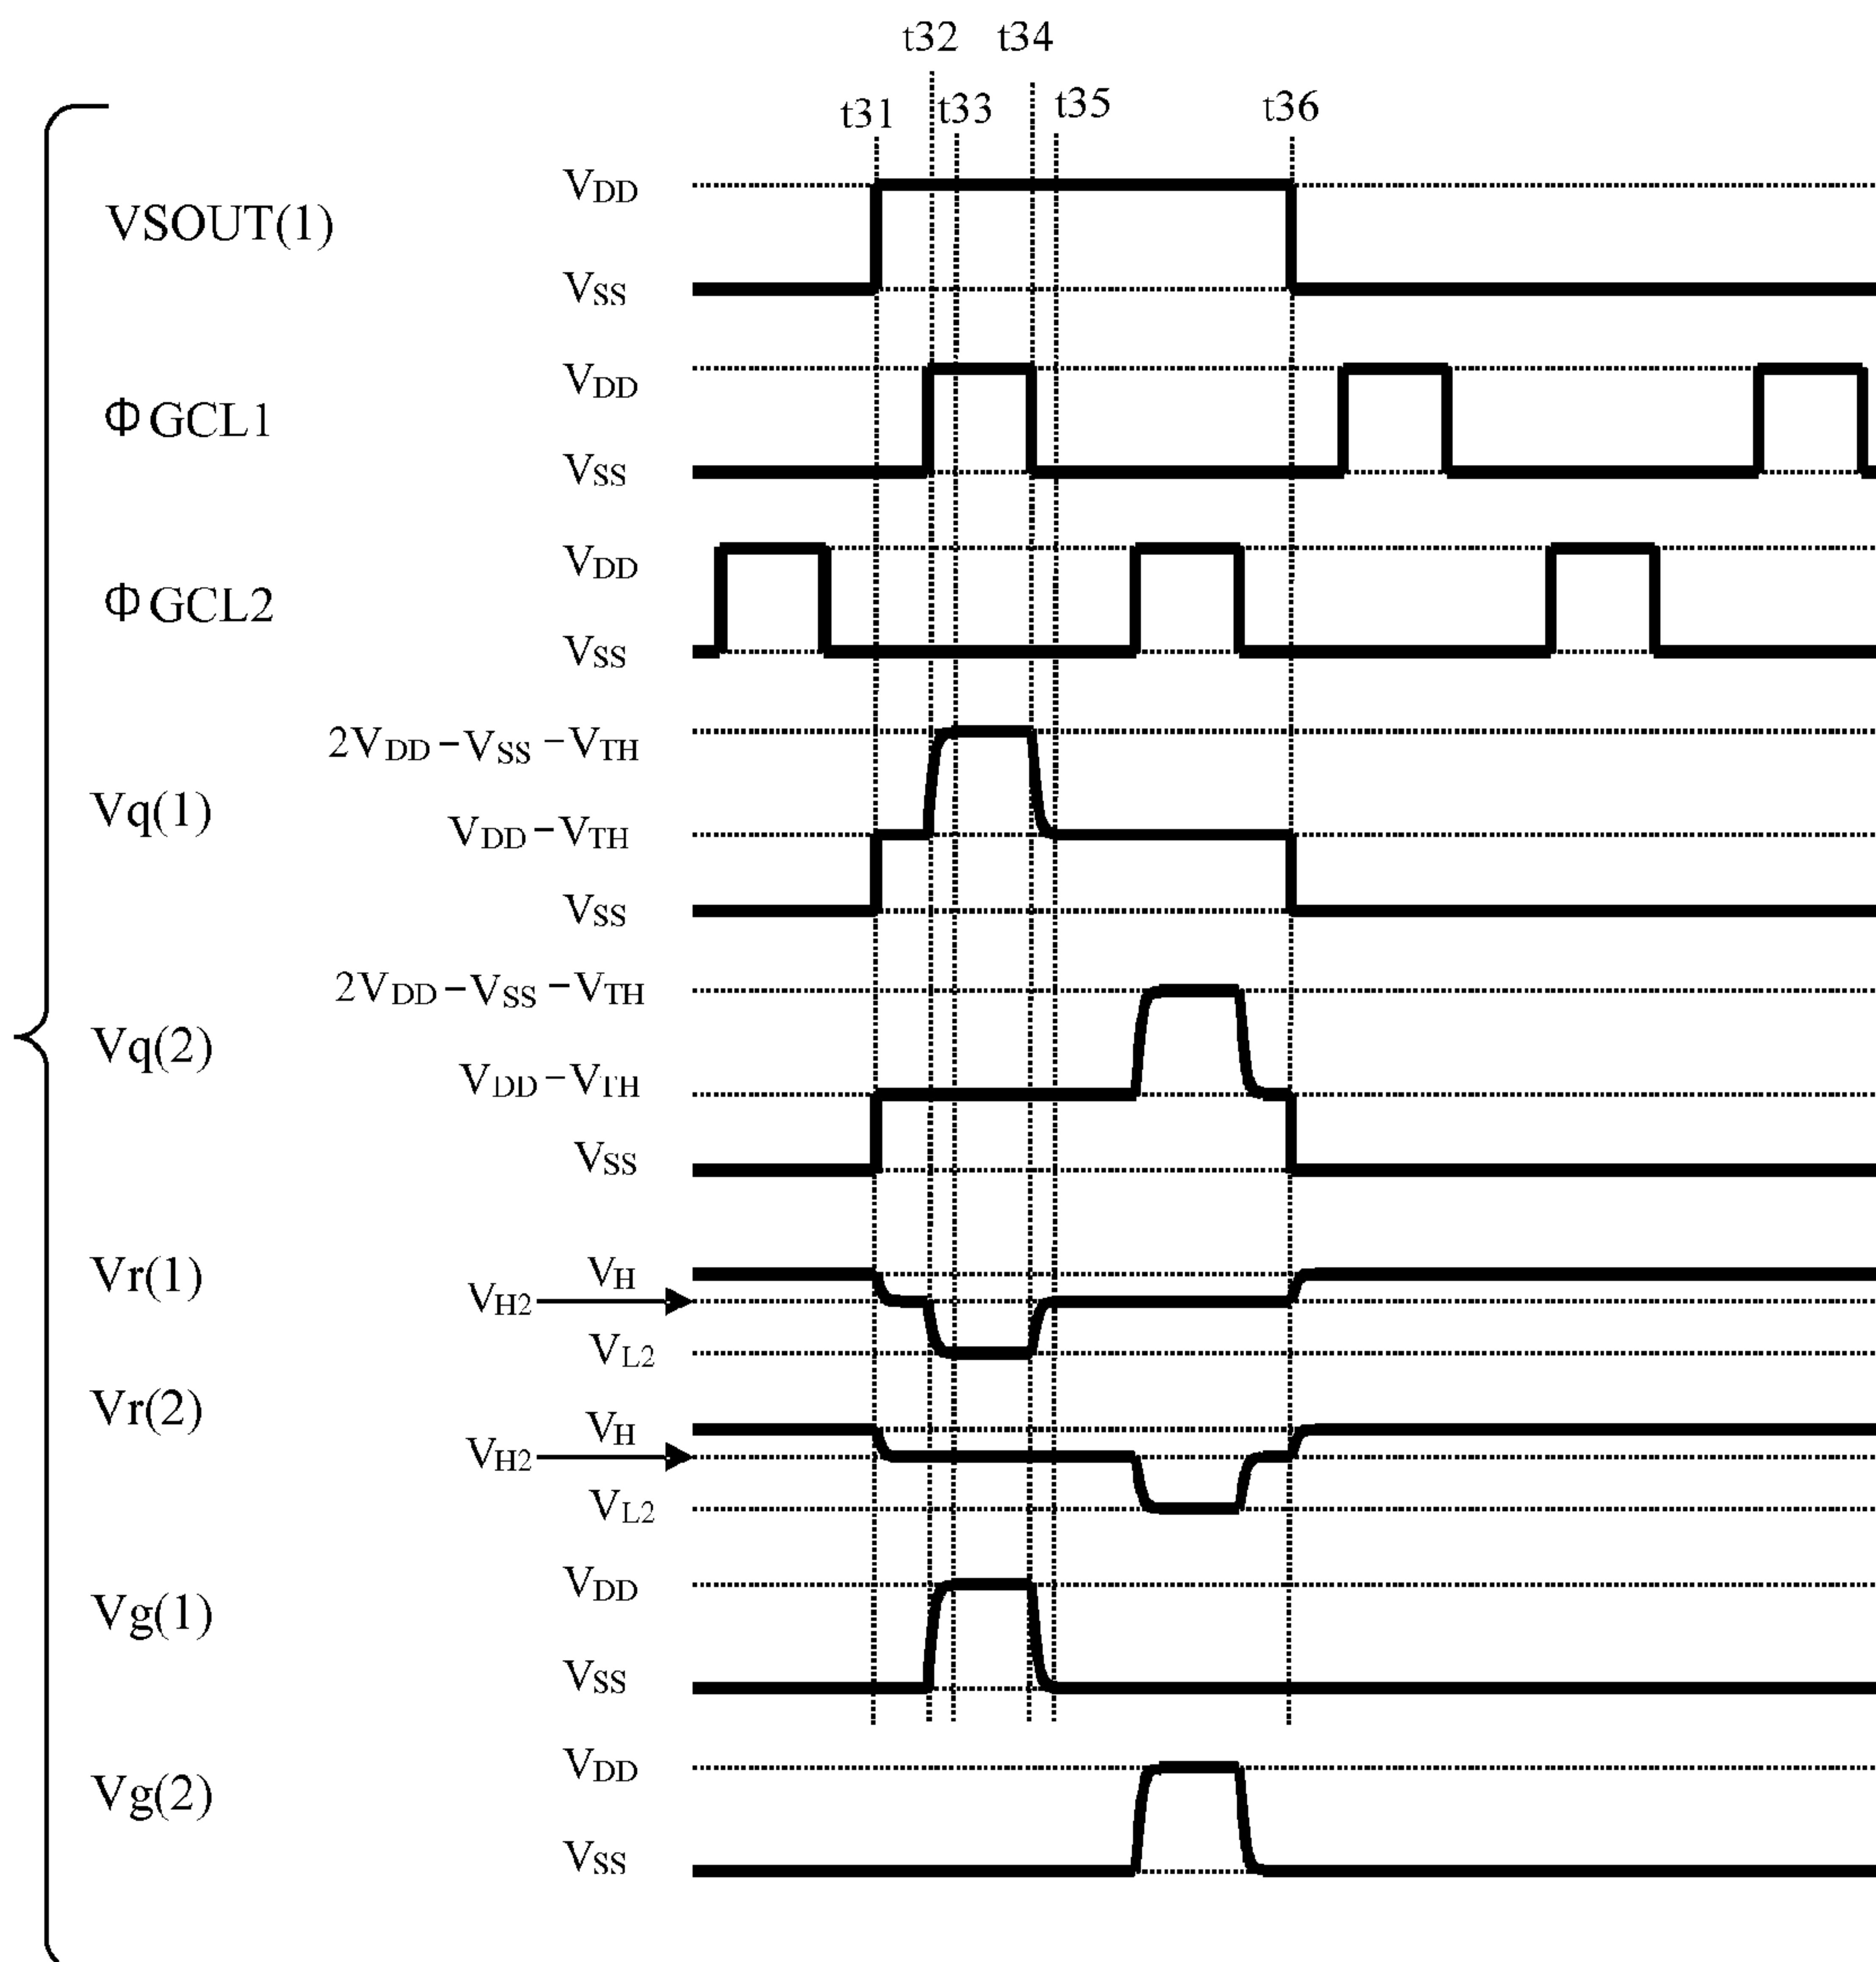 t32 t34
t31 t33 t35 t36
VSOUT(1)
VDD
VSS
ΦGCL1
VDD
VSS
ΦGCL2
VDD
VSS
Vq(1)
2VDD−VSS−VTH
VDD−VTH
VSS
Vq(2)
2VDD−VSS−VTH
VDD−VTH
VSS
Vr(1)
VH
VH2
VL2
Vr(2)
VH
VH2
VL2
Vg(1)
VDD
VSS
Vg(2)
VDD
VSS